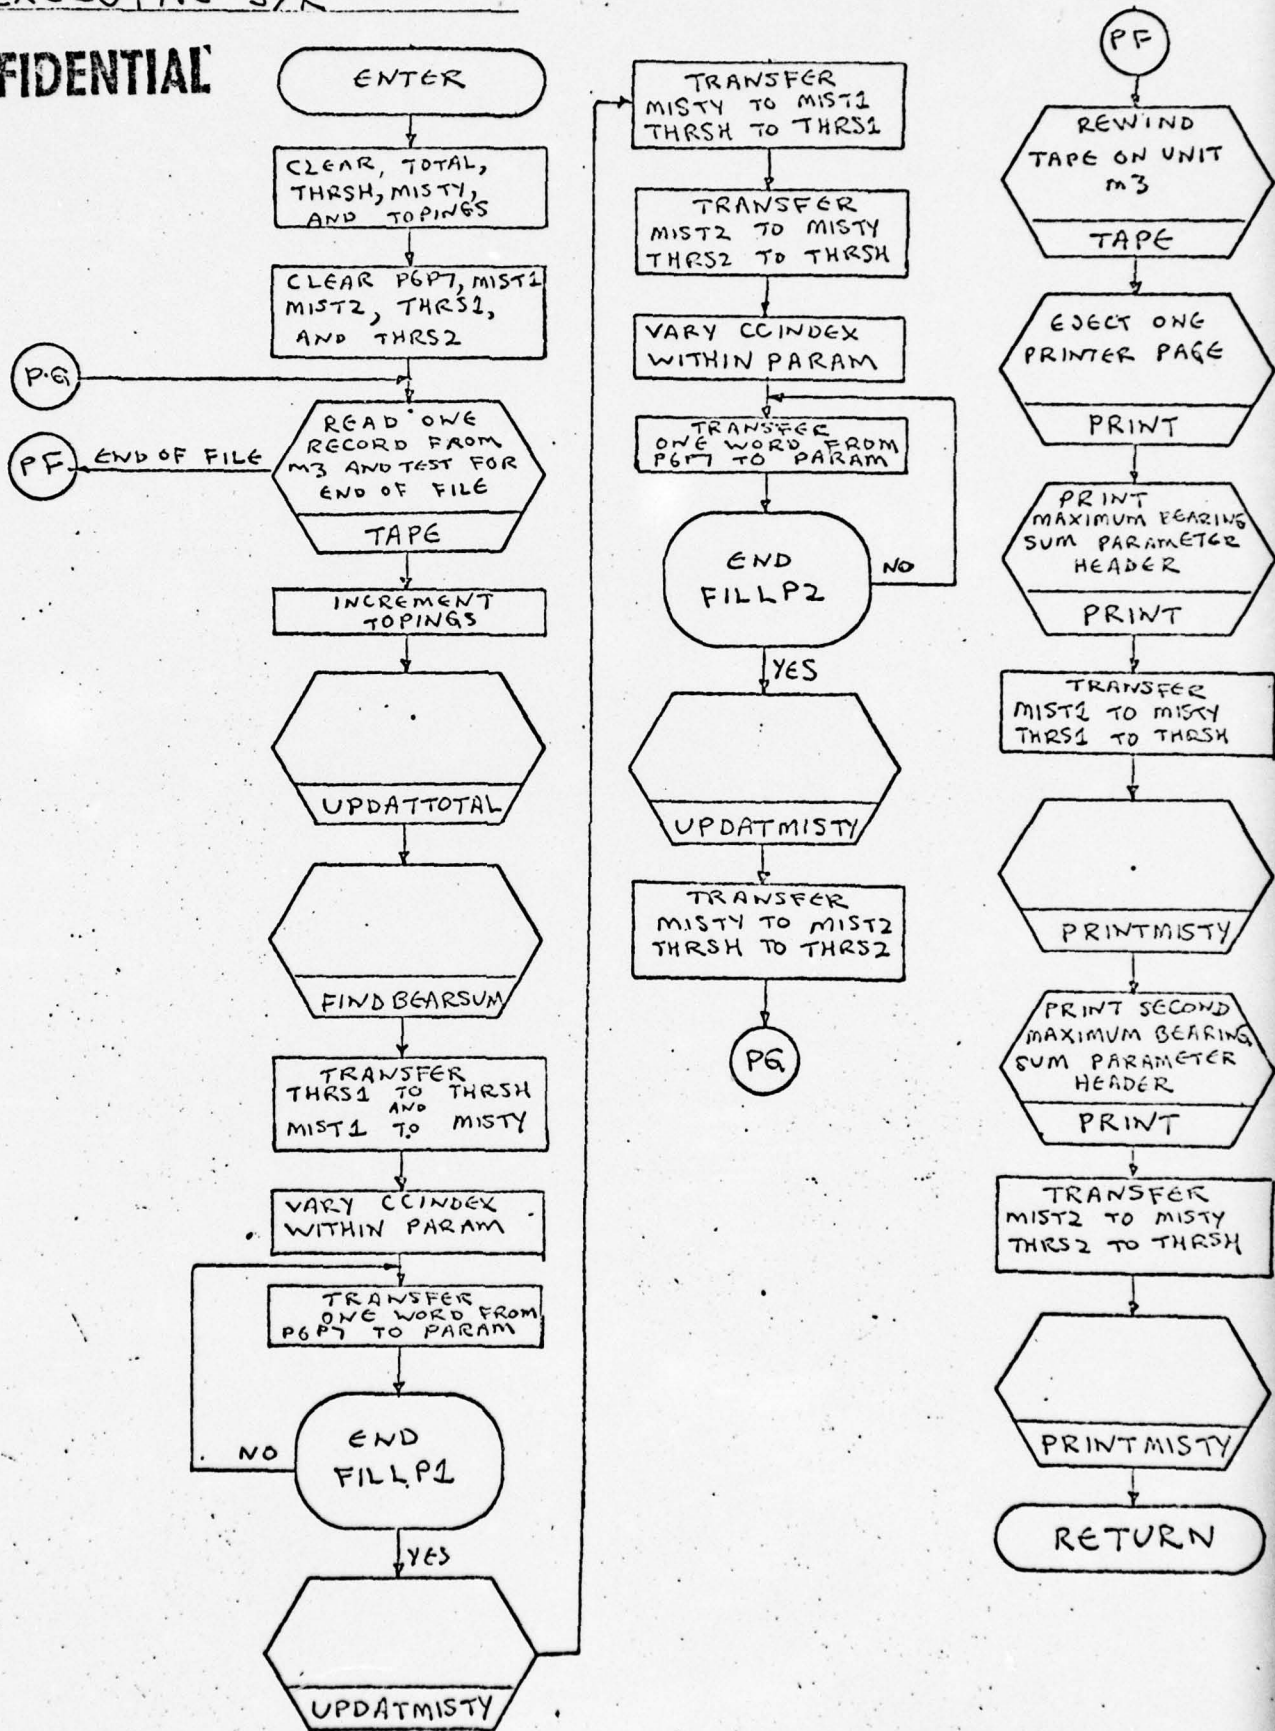 S/R
FIDENTIAL
ENTER
CLEAR, TOTAL,
THRSH, MISTY,
AND TOPINGS
CLEAR P6P7, MIST1
MIST2, THRS1,
AND THRS2
PG
READ ONE
RECORD FROM
M3 AND TEST FOR
END OF FILE
TAPE
END OF FILE
PF
INCREMENT
TOPINGS
UPDATTOTAL
FINDBEARSUM
TRANSFER
THRS1 TO THRSH
AND
MIST1 TO MISTY
VARY CCINDEX
WITHIN PARAM
TRANSFER
ONE WORD FROM
P6P7 TO PARAM
END
FILLP1
NO
YES
UPDATMISTY
TRANSFER
MISTY TO MIST1
THRSH TO THRS1
TRANSFER
MIST2 TO MISTY
THRS2 TO THRSH
VARY CCINDEX
WITHIN PARAM
TRANSFER
ONE WORD FROM
P6P7 TO PARAM
END
FILLP2
NO
YES
UPDATMISTY
TRANSFER
MISTY TO MIST2
THRSH TO THRS2
PG
PF
REWIND
TAPE ON UNIT
M3
TAPE
EJECT ONE
PRINTER PAGE
PRINT
PRINT
MAXIMUM BEARING
SUM PARAMETER
HEADER
PRINT
TRANSFER
MIST1 TO MISTY
THRS1 TO THRSH
PRINTMISTY
PRINT SECOND
MAXIMUM BEARING
SUM PARAMETER
HEADER
PRINT
TRANSFER
MIST2 TO MISTY
THRS2 TO THRSH
PRINTMISTY
RETURN